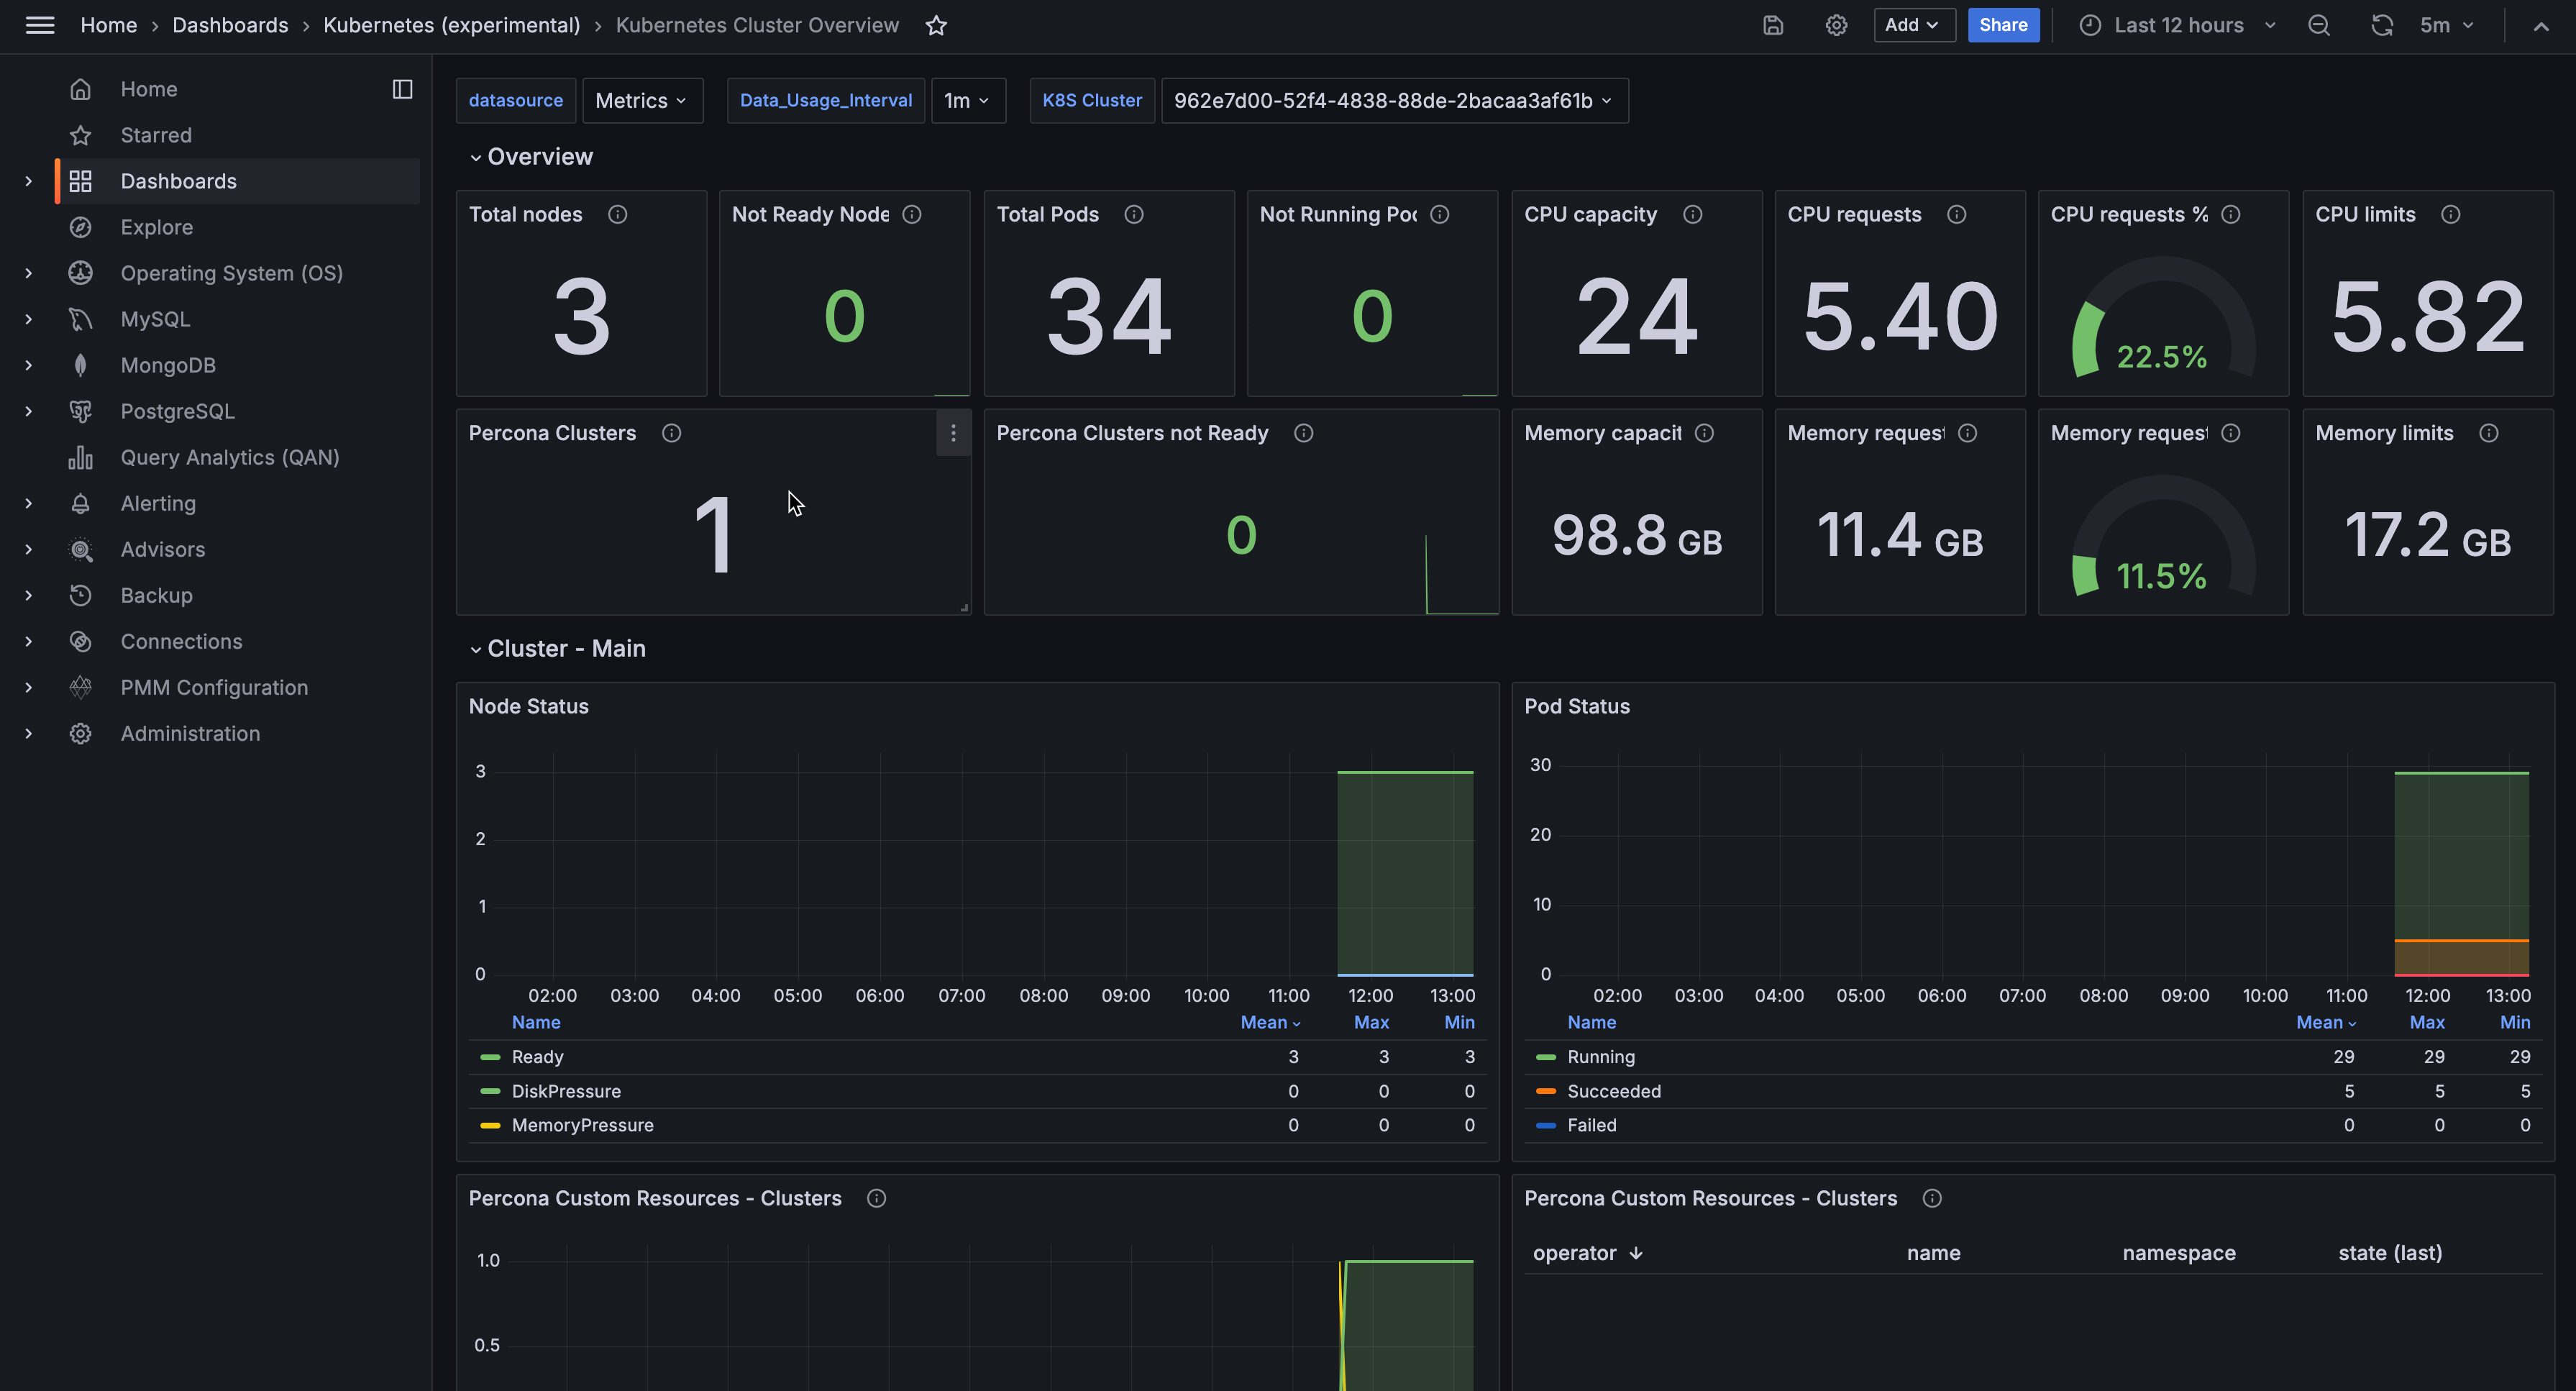 Home › Dashboards › Kubernetes (experimental) › Kubernetes Cluster Overview
Add
Share
Last 12 hours
5m
Home
Starred
Dashboards
Explore
Operating System (OS)
MySQL
MongoDB
PostgreSQL
Query Analytics (QAN)
Alerting
Advisors
Backup
Connections
PMM Configuration
Administration
datasource Metrics Data_Usage_Interval 1m K8S Cluster 962e7d00-52f4-4838-88de-2bacaa3af61b
Overview
Total nodes
3
Not Ready Node
0
Total Pods
34
Not Running Poc
0
CPU capacity
24
CPU requests
5.40
CPU requests %
22.5%
CPU limits
5.82
Percona Clusters
1
Percona Clusters not Ready
0
Memory capacit
98.8 GB
Memory request
11.4 GB
Memory request
11.5%
Memory limits
17.2 GB
Cluster - Main
Node Status
3
2
1
0
02:00 03:00 04:00 05:00 06:00 07:00 08:00 09:00 10:00 11:00 12:00 13:00
Name Mean Max Min
Ready 3 3 3
DiskPressure 0 0 0
MemoryPressure 0 0 0
Pod Status
30
20
10
0
02:00 03:00 04:00 05:00 06:00 07:00 08:00 09:00 10:00 11:00 12:00 13:00
Name Mean Max Min
Running 29 29 29
Succeeded 5 5 5
Failed 0 0 0
Percona Custom Resources - Clusters
1.0
0.5
Percona Custom Resources - Clusters
operator name namespace state (last)